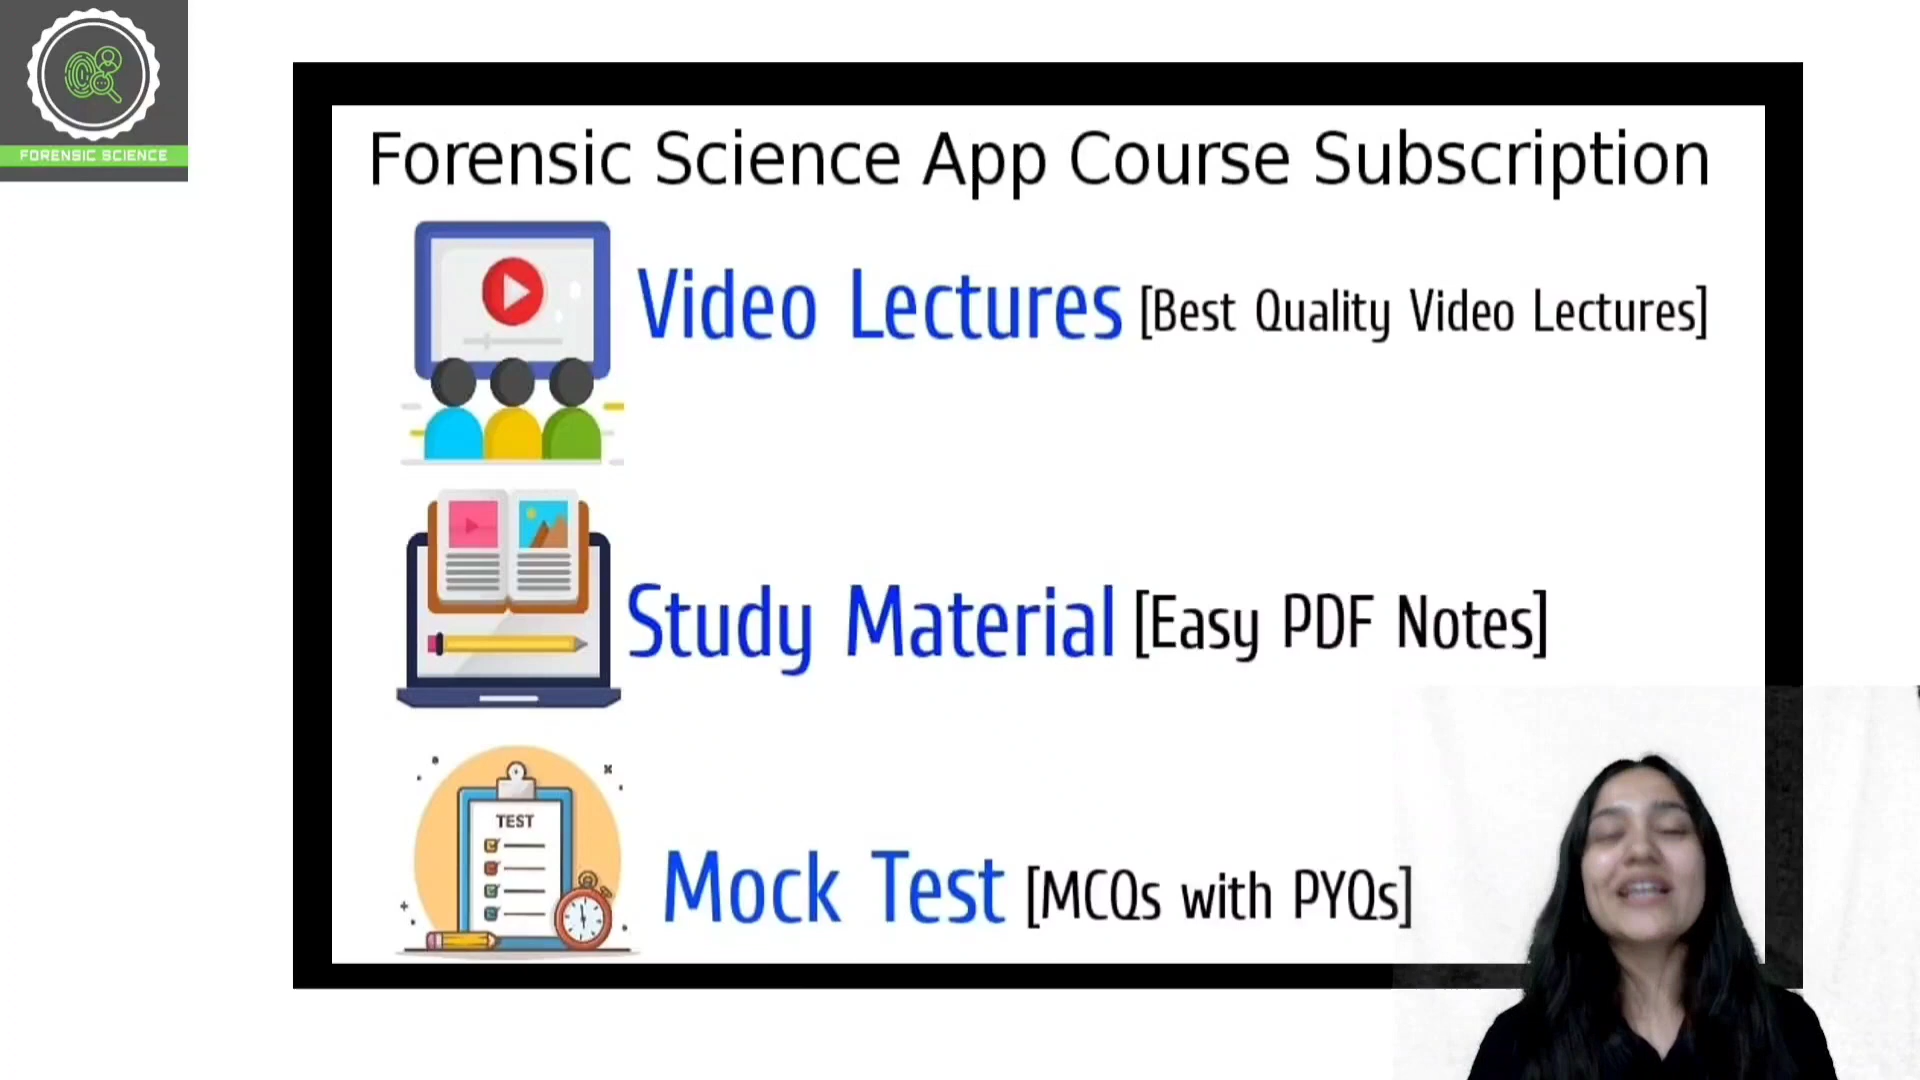 FORENSIC SCIENCE
Forensic Science App Course Subscription
Video Lectures [Best Quality Video Lectures]
Study Material [Easy PDF Notes]
TEST
Mock Test [MCQs with PYQs]